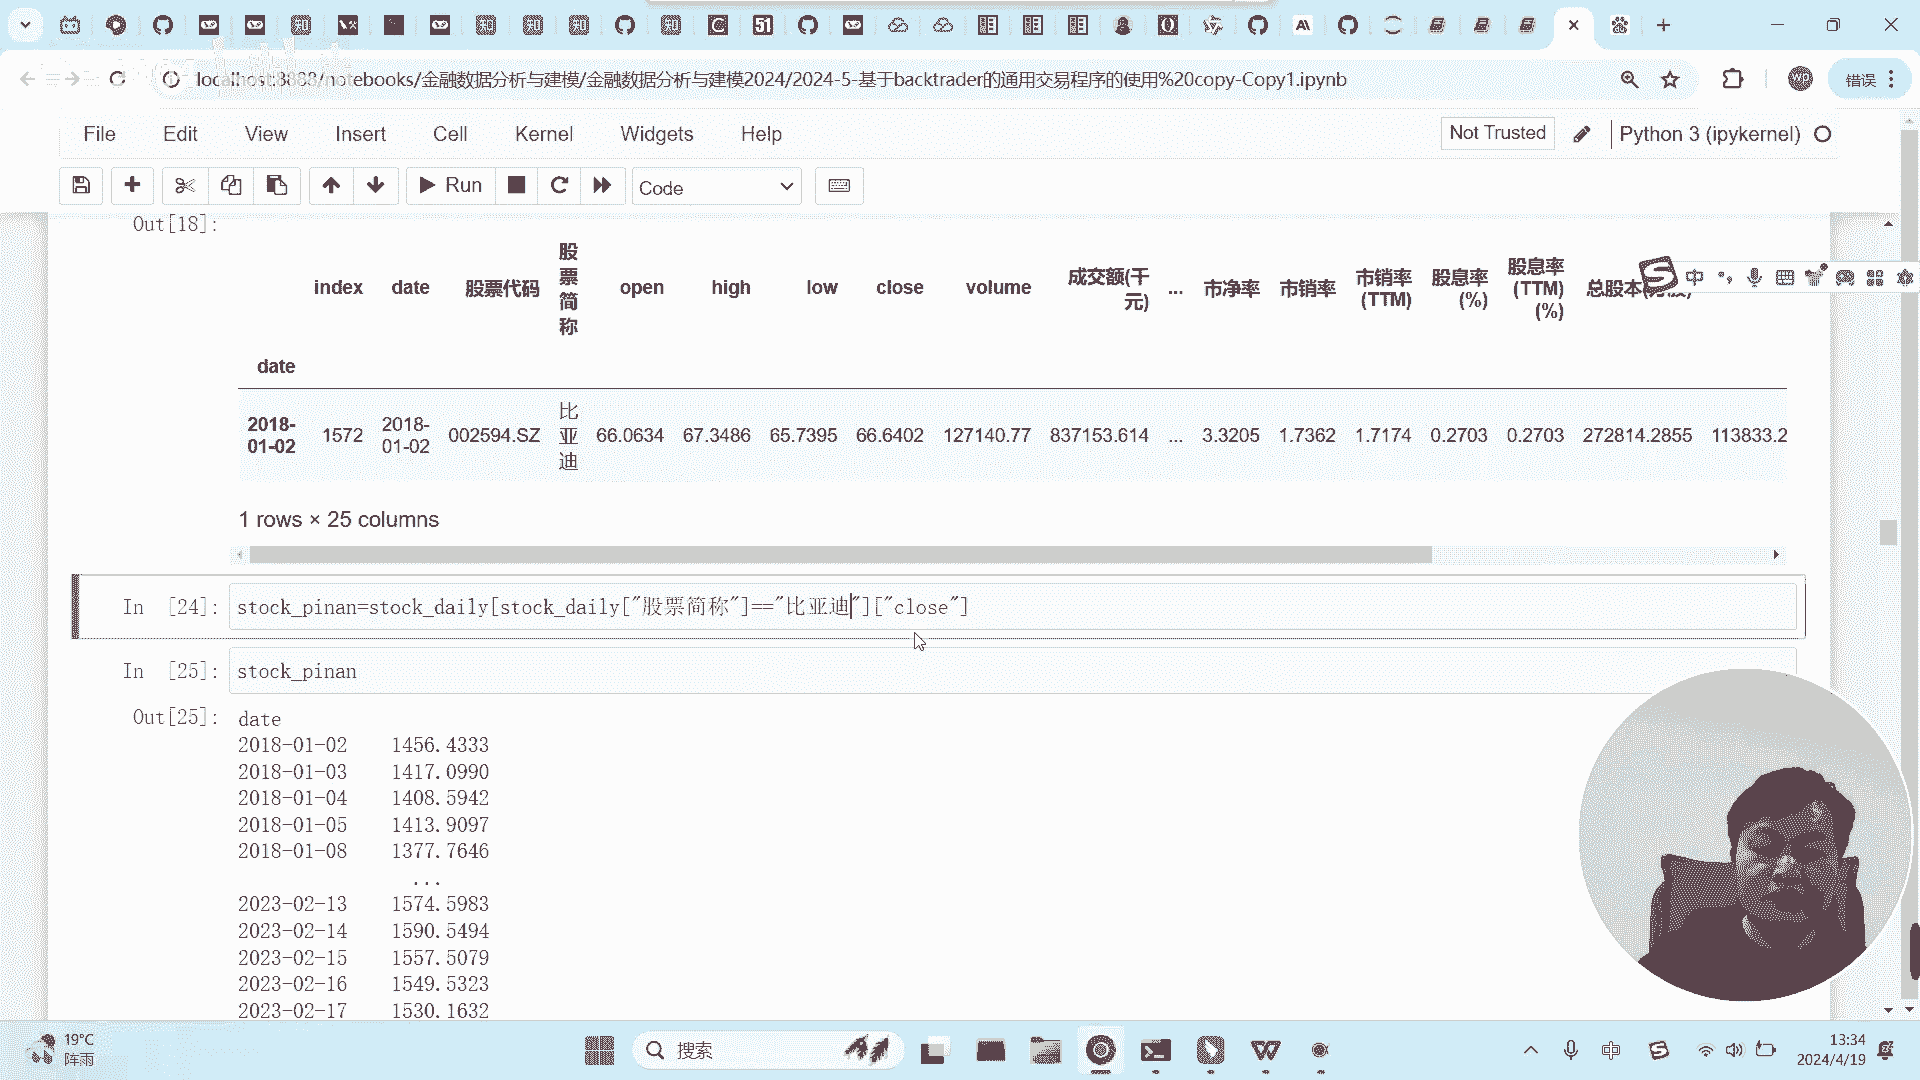 错误
localhost:8888/notebooks/金融数据分析与建模/金融数据分析与建模2024/2024-5-基于backtrader的通用交易程序的使用%20copy-Copy1.ipynb
File Edit View Insert Cell Kernel Widgets Help
Not Trusted Python 3 (ipykernel)
Run Code
Out[18]:
index date 股票代码 股票简称 open high low close volume 成交额(千元) ... 市净率 市销率 市销率(TTM) 股息率(%) 股息率(TTM)(%)
date
2018-01-02 1572 2018-01-02 002594.SZ 比亚迪 66.0634 67.3486 65.7395 66.6402 127140.77 837153.614 ... 3.3205 1.7362 1.7174 0.2703 0.2703 272814.2855 113833.2
1 rows × 25 columns
In [24]: stock_pinan=stock_daily[stock_daily["股票简称"]=="比亚迪"]["close"]
In [25]: stock_pinan
Out[25]: date
2018-01-02 1456.4333
2018-01-03 1417.0990
2018-01-04 1408.5942
2018-01-05 1413.9097
2018-01-08 1377.7646
...
2023-02-13 1574.5983
2023-02-14 1590.5494
2023-02-15 1557.5079
2023-02-16 1549.5323
2023-02-17 1530.1632
19°C
阵雨
搜索
中
13:34
2024/4/19